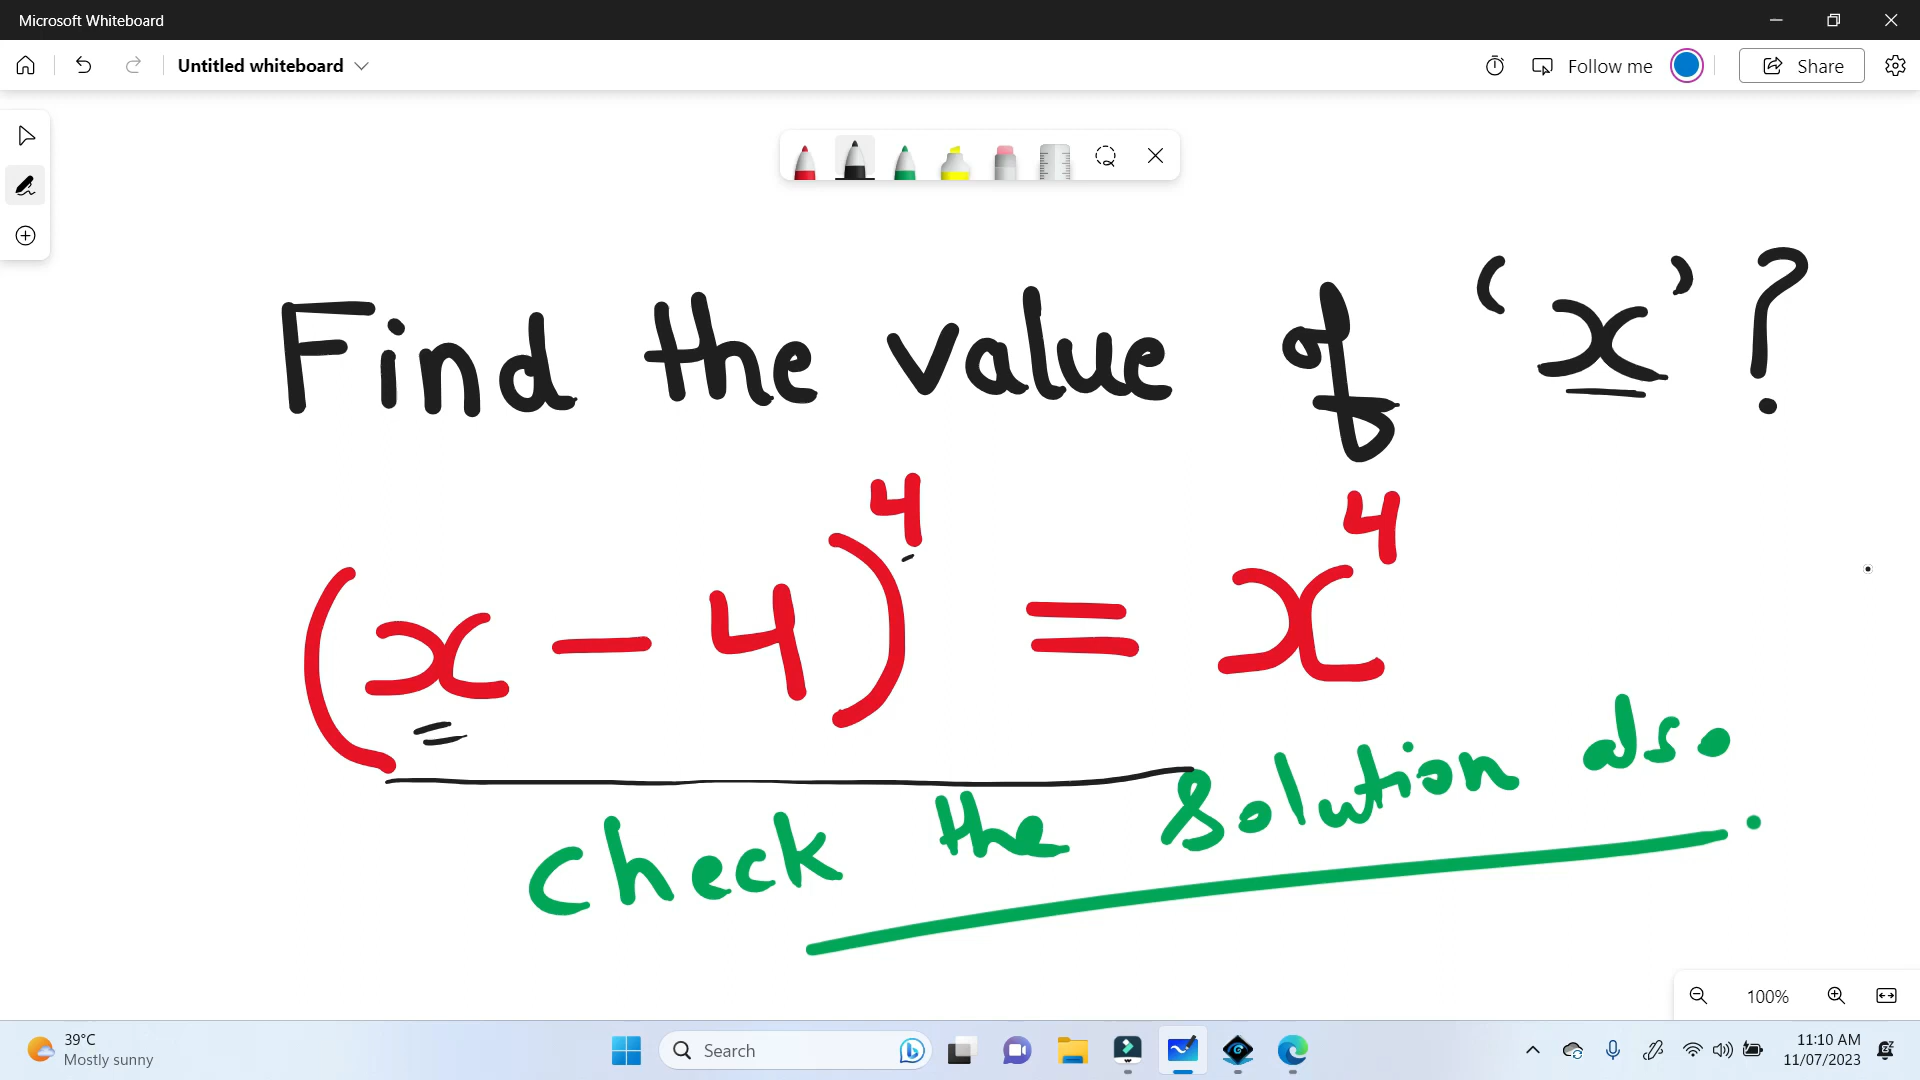 Microsoft Whiteboard
Untitled whiteboard
Follow me
Share
Find the value of ‘x’?
(x – 4)⁴ = x⁴
check the solution also.
100%
39°C
Mostly sunny
Search
11:10 AM
11/07/2023